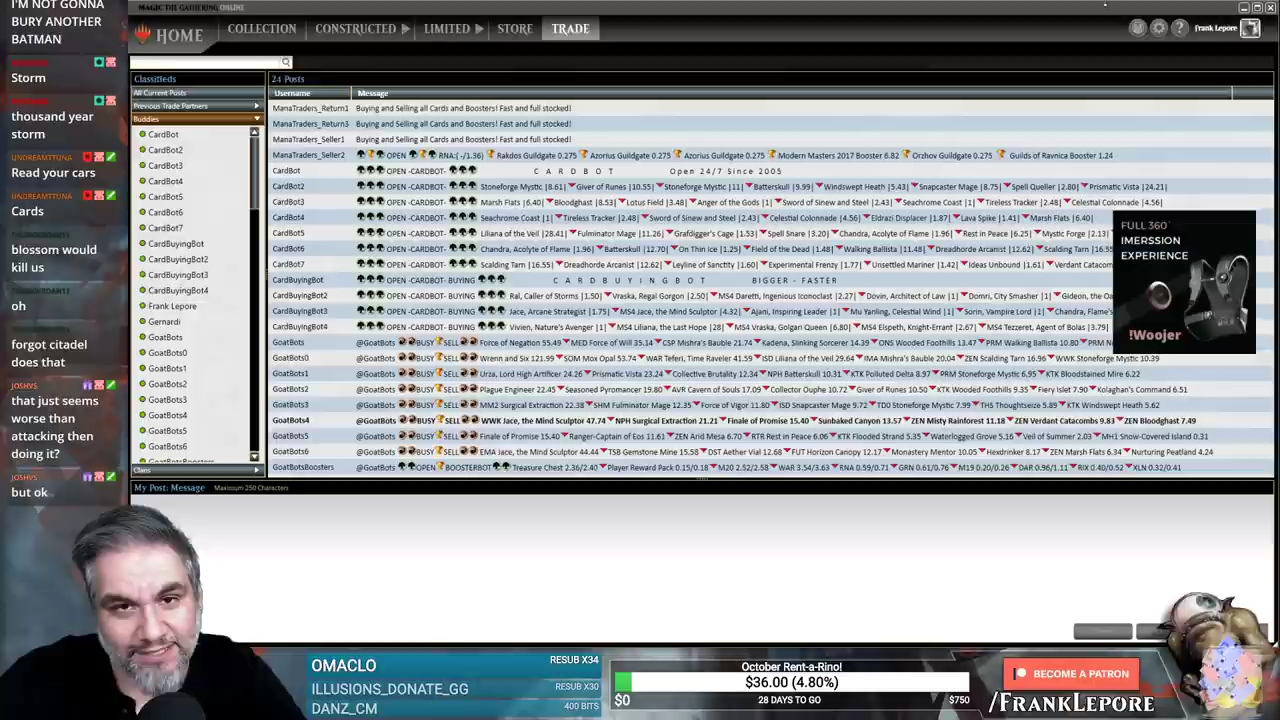 I'M NOT GONNA
BURY ANOTHER
BATMAN
Storm
thousand year
storm
UNDREAMTTUNA
Read your cars
UNDREAMTTUNA
Cards
blossom would
kill us
oh
forgot citadel
does that
JOSHVS
that just seems
worse than
attacking then
doing it?
JOSHVS
but ok
MAGIC THE GATHERING ONLINE
HOME COLLECTION CONSTRUCTED LIMITED STORE TRADE
Frank Lepore
Classifieds
All Current Posts
Previous Trade Partners
Buddies
CardBot
CardBot2
CardBot3
CardBot4
CardBot5
CardBot6
CardBot7
CardBuyingBot
CardBuyingBot2
CardBuyingBot3
CardBuyingBot4
Frank Lepore
Gernardi
GoatBots
GoatBots0
GoatBots1
GoatBots2
GoatBots3
GoatBots4
GoatBots5
GoatBots6
GoatBotsBoosters
Clans
24 Posts
Username Message
ManaTraders_Return1 Buying and Selling all Cards and Boosters! Fast and full stocked!
ManaTraders_Return3 Buying and Selling all Cards and Boosters! Fast and full stocked!
ManaTraders_Seller1 Buying and Selling all Cards and Boosters! Fast and full stocked!
ManaTraders_Seller2 OPEN RNA:( -/1.36) Rakdos Guildgate 0.275 Azorius Guildgate 0.275 Azorius Guildgate 0.275 Modern Masters 2017 Booster 6.82 Orzhov Guildgate 0.275 Guilds of Ravnica Booster 1.24
CardBot OPEN -CARDBOT- C A R D B O T Open 24/7 Since 2005
CardBot2 OPEN -CARDBOT- Stoneforge Mystic |8.61| Giver of Runes |10.55| Stoneforge Mystic |11| Batterskull |9.99| Windswept Heath |5.43| Snapcaster Mage |8.75| Spell Queller |2.80| Prismatic Vista |24.21|
CardBot3 OPEN -CARDBOT- Marsh Flats |6.40| Bloodghast |8.53| Lotus Field |3.48| Anger of the Gods |1| Sword of Sinew and Steel |2.43| Seachrome Coast |1| Tireless Tracker |2.48| Celestial Colonnade |4.56|
CardBot4 OPEN -CARDBOT- Seachrome Coast |1| Tireless Tracker |2.48| Sword of Sinew and Steel |2.43| Celestial Colonnade |4.56| Eldrazi Displacer |1.87| Lava Spike |1.41| Marsh Flats |6.40|
CardBot5 OPEN -CARDBOT- Liliana of the Veil |28.41| Fulminator Mage |11.26| Grafdigger's Cage |1.53| Spell Snare |3.20| Chandra, Acolyte of Flame |1.96| Rest in Peace |6.25| Mystic Forge |2.13|
CardBot6 OPEN -CARDBOT- Chandra, Acolyte of Flame |1.96| Batterskull |12.70| On Thin Ice |1.25| Field of the Dead |1.48| Walking Ballista |11.48| Dreadhorde Arcanist |12.62| Scalding Tarn |16.55
CardBot7 OPEN -CARDBOT- Scalding Tarn |16.55| Dreadhorde Arcanist |12.62| Leyline of Sanctity |1.60| Experimental Frenzy |1.77| Unsettled Mariner |1.42| Ideas Unbound |1.61| Verdant Catacom
CardBuyingBot OPEN -CARDBOT- BUYING C A R D B U Y I N G B O T BIGGER - FASTER
CardBuyingBot2 OPEN -CARDBOT- BUYING Ral, Caller of Storms |1.50| Vraska, Regal Gorgon |2.50| MS4 Daretti, Ingenious Iconoclast |2.27| Dovin, Architect of Law |1| Domri, City Smasher |1| Gideon, the Oa
CardBuyingBot3 OPEN -CARDBOT- BUYING Jace, Arcane Strategist |1.75| MS4 Jace, the Mind Sculptor |4.32| Ajani, Inspiring Leader |1| Mu Yanling, Celestial Wind |1| Sorin, Vampire Lord |1| Chandra, Flame's
CardBuyingBot4 OPEN -CARDBOT- BUYING Vivien, Nature's Avenger |1| MS4 Liliana, the Last Hope |28| MS4 Vraska, Golgari Queen |6.80| MS4 Elspeth, Knight-Errant |2.67| MS4 Tezzeret, Agent of Bolas |3.79|
GoatBots @GoatBots BUSY SELL Force of Negation 55.49 MED Force of Will 35.14 CSP Mishra's Bauble 21.74 Kadena, Slinking Sorcerer 14.39 ONS Wooded Foothills 13.47 PRM Walking Ballista 10.80
GoatBots0 @GoatBots BUSY SELL Wrenn and Six 121.99 SOM Mox Opal 53.74 WAR Teferi, Time Raveler 41.59 ISD Liliana of the Veil 29.64 IMA Mishra's Bauble 20.04 ZEN Scalding Tarn 16.96 WWK Stoneforge Mystic 10.39
GoatBots1 @GoatBots BUSY SELL Urza, Lord High Artificer 24.26 Prismatic Vista 23.24 Collective Brutality 12.34 NPH Batterskull 10.31 KTK Polluted Delta 8.97 PRM Stoneforge Mystic 6.95 KTK Bloodstained Mire 6.22
GoatBots2 @GoatBots BUSY SELL Plague Engineer 22.45 Seasoned Pyromancer 19.80 AVR Cavern of Souls 17.09 Collector Ouphe 10.72 Giver of Runes 10.50 KTK Wooded Foothills 9.35 Fiery Islet 7.90 Kolaghan's Command 6.51
GoatBots3 @GoatBots BUSY SELL MM2 Surgical Extraction 22.38 SHM Fulminator Mage 12.35 Force of Vigor 11.80 ISD Snapcaster Mage 9.72 TD0 Stoneforge Mystic 7.99 THS Thoughtseize 5.89 KTK Windswept Heath 5.62
GoatBots4 @GoatBots BUSY SELL WWK Jace, the Mind Sculptor 47.74 NPH Surgical Extraction 21.21 Finale of Promise 15.40 Sunbaked Canyon 13.57 ZEN Misty Rainforest 11.18 ZEN Verdant Catacombs 9.83 ZEN Bloodghast 7.49
GoatBots5 @GoatBots BUSY SELL Finale of Promise 15.40 Ranger-Captain of Eos 11.61 ZEN Arid Mesa 6.70 RTR Rest in Peace 6.06 KTK Flooded Strand 5.35 Waterlogged Grove 5.16 Veil of Summer 2.03 MH1 Snow-Covered Island 0.31
GoatBots6 @GoatBots BUSY SELL EMA Jace, the Mind Sculptor 44.44 TSB Gemstone Mine 15.58 DST Aether Vial 12.68 FUT Horizon Canopy 12.17 Monastery Mentor 10.05 Hexdrinker 8.17 ZEN Marsh Flats 6.34 Nurturing Peatland 4.24
GoatBotsBoosters @GoatBots OPEN BOOSTERBOT Treasure Chest 2.36/2.40 Player Reward Pack 0.15/0.18 M20 2.52/2.58 WAR 3.54/3.63 RNA 0.59/0.71 GRN 0.61/0.76 M19 0.20/0.26 DAR 0.96/1.11 RIX 0.40/0.52 XLN 0.32/0.41
My Post: Message Maximum 250 Characters
FULL 360°
IMERSSION
EXPERIENCE
!Woojer
OMACLO RESUB X34
ILLUSIONS_DONATE_GG RESUB X30
DANZ_CM 400 BITS
October Rent-a-Rino!
$36.00 (4.80%)
$0 28 DAYS TO GO $750
BECOME A PATRON
/FRANKLEPORE